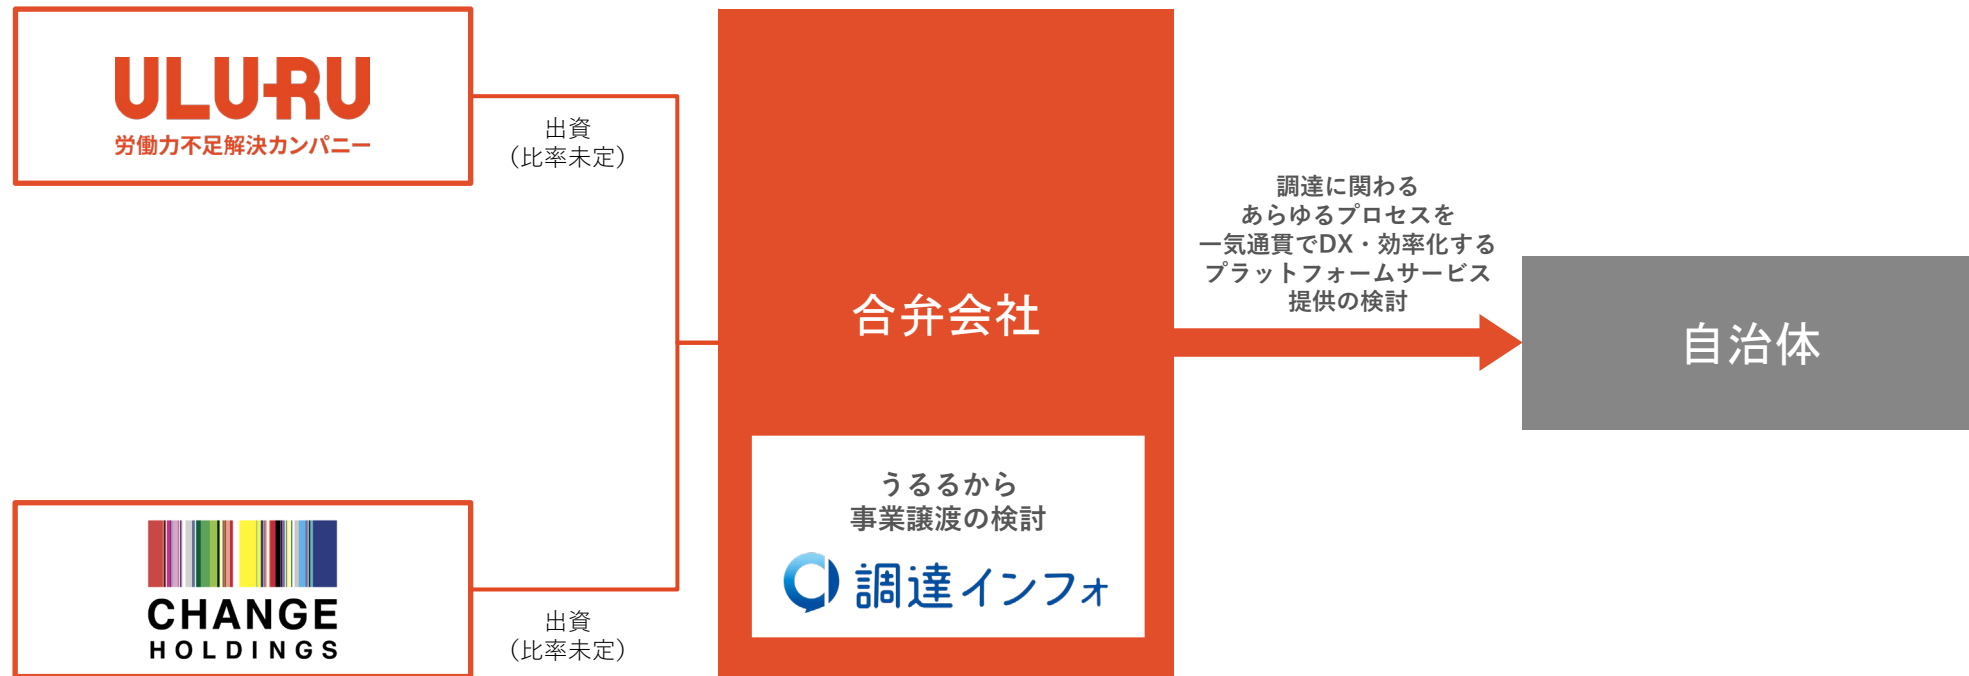 ULURU
労働力不足解決カンパニー
出資
（比率未定）
CHANGE
HOLDINGS
出資
（比率未定）
合弁会社
うるるから
事業譲渡の検討
調達インフォ
調達に関わる
あらゆるプロセスを
一気通貫でDX・効率化する
プラットフォームサービス
提供の検討
自治体